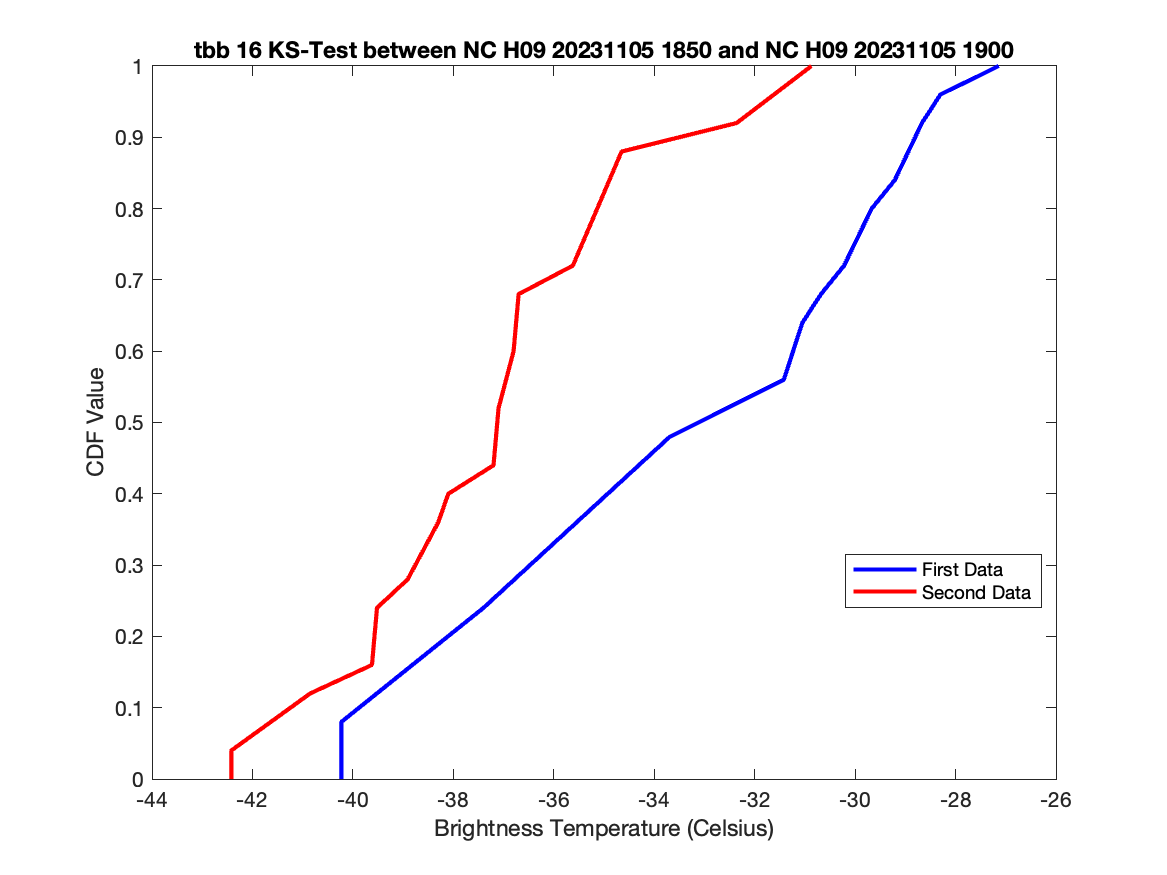 tbb 16 KS-Test between NC H09 20231105 1850 and NC H09 20231105 1900
1
0.9
0.8
0.7
0.6
0.5
0.4
0.3
0.2
0.1
0
CDF Value
First Data
Second Data
-44 -42 -40 -38 -36 -34 -32 -30 -28 -26
Brightness Temperature (Celsius)